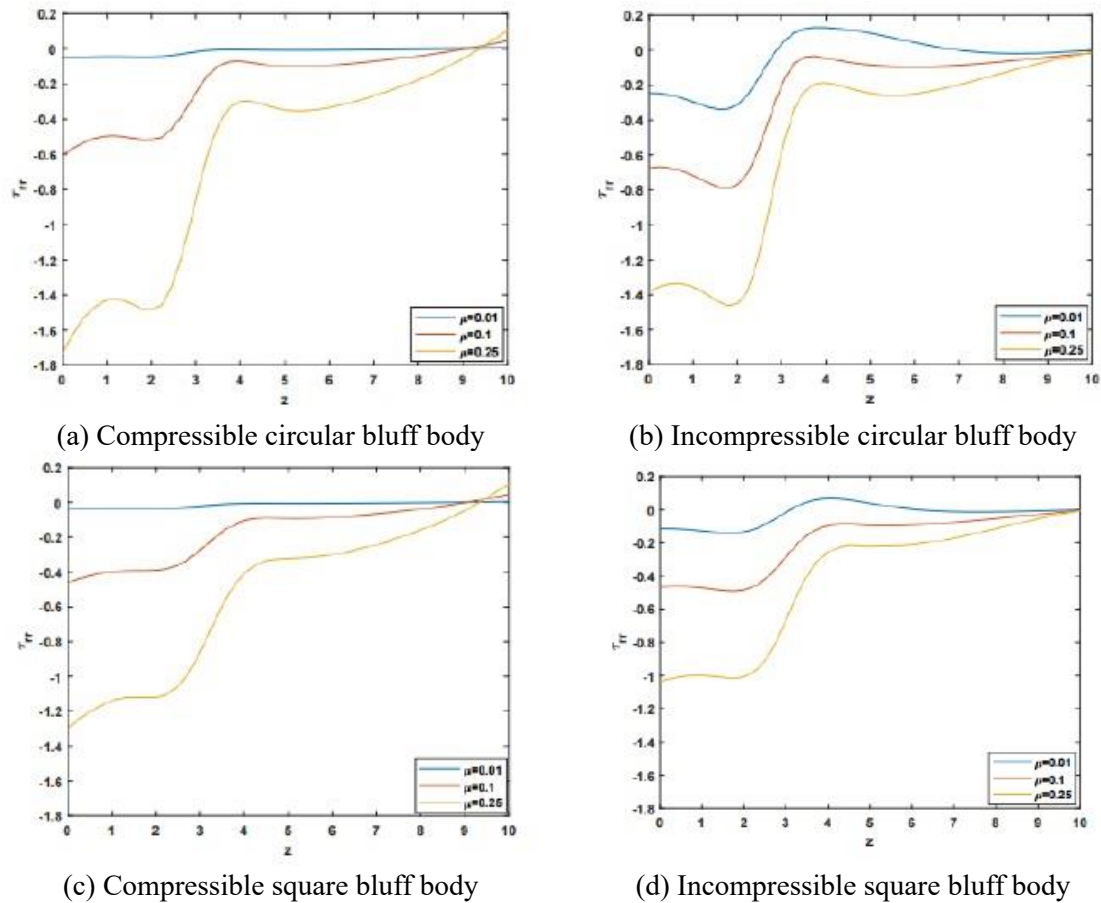 0.2
0
-0.2
-0.4
-0.6
-0.8
-1
-1.2
-1.4
-1.6
-1.8
τrr
0 1 2 3 4 5 6 7 8 9 10
z
μ=0.01
μ=0.1
μ=0.25
(a) Compressible circular bluff body
0.2
0
-0.2
-0.4
-0.6
-0.8
-1
-1.2
-1.4
-1.6
-1.8
τrr
0 1 2 3 4 5 6 7 8 9 10
z
μ=0.01
μ=0.1
μ=0.25
(b) Incompressible circular bluff body
0.2
0
-0.2
-0.4
-0.6
-0.8
-1
-1.2
-1.4
-1.6
-1.8
τrr
0 1 2 3 4 5 6 7 8 9 10
z
μ=0.01
μ=0.1
μ=0.25
(c) Compressible square bluff body
0.2
0
-0.2
-0.4
-0.6
-0.8
-1
-1.2
-1.4
-1.6
-1.8
τrr
0 1 2 3 4 5 6 7 8 9 10
z
μ=0.01
μ=0.1
μ=0.25
(d) Incompressible square bluff body